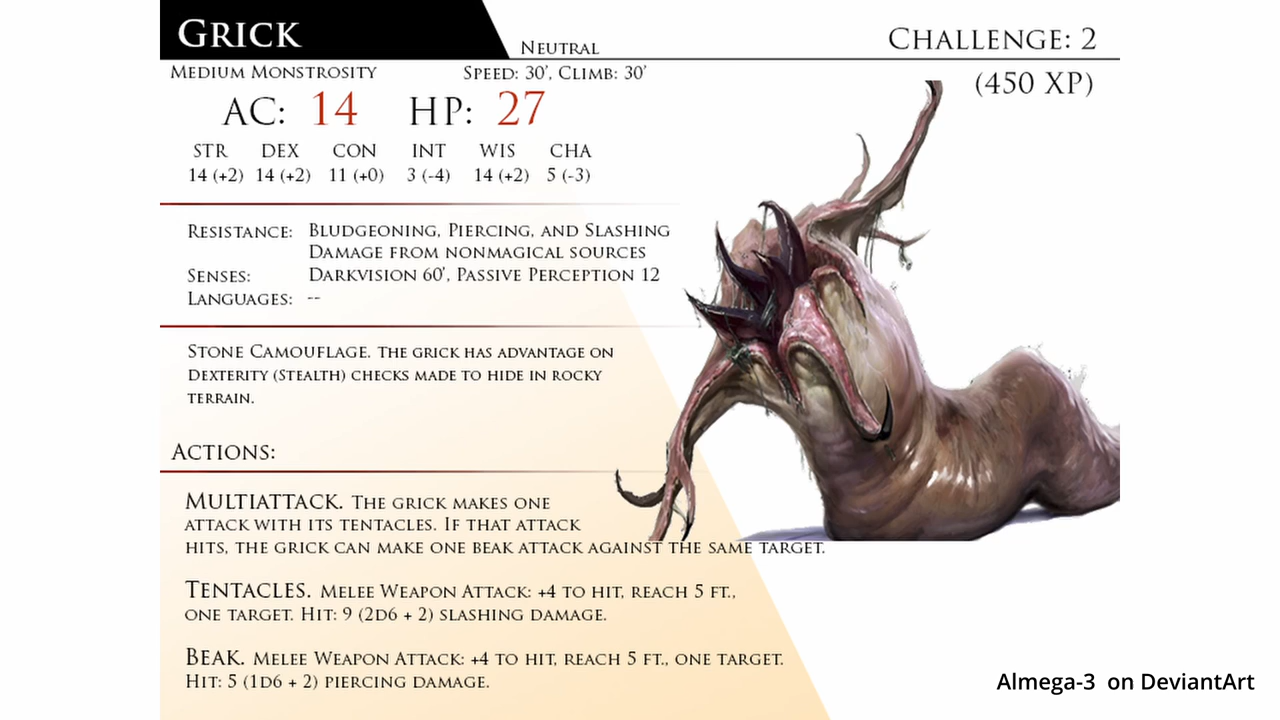 GRICK
NEUTRAL
CHALLENGE: 2
MEDIUM MONSTROSITY
SPEED: 30', CLIMB: 30'
(450 XP)
AC: 14 HP: 27
STR DEX CON INT WIS CHA
14 (+2) 14 (+2) 11 (+0) 3 (-4) 14 (+2) 5 (-3)
RESISTANCE: BLUDGEONING, PIERCING, AND SLASHING
DAMAGE FROM NONMAGICAL SOURCES
SENSES: DARKVISION 60', PASSIVE PERCEPTION 12
LANGUAGES: --
STONE CAMOUFLAGE. THE GRICK HAS ADVANTAGE ON
DEXTERITY (STEALTH) CHECKS MADE TO HIDE IN ROCKY
TERRAIN.
ACTIONS:
MULTIATTACK. THE GRICK MAKES ONE
ATTACK WITH ITS TENTACLES. IF THAT ATTACK
HITS, THE GRICK CAN MAKE ONE BEAK ATTACK AGAINST THE SAME TARGET.
TENTACLES. MELEE WEAPON ATTACK: +4 TO HIT, REACH 5 FT.,
ONE TARGET. HIT: 9 (2D6 + 2) SLASHING DAMAGE.
BEAK. MELEE WEAPON ATTACK: +4 TO HIT, REACH 5 FT., ONE TARGET.
HIT: 5 (1D6 + 2) PIERCING DAMAGE.
Almega-3 on DeviantArt